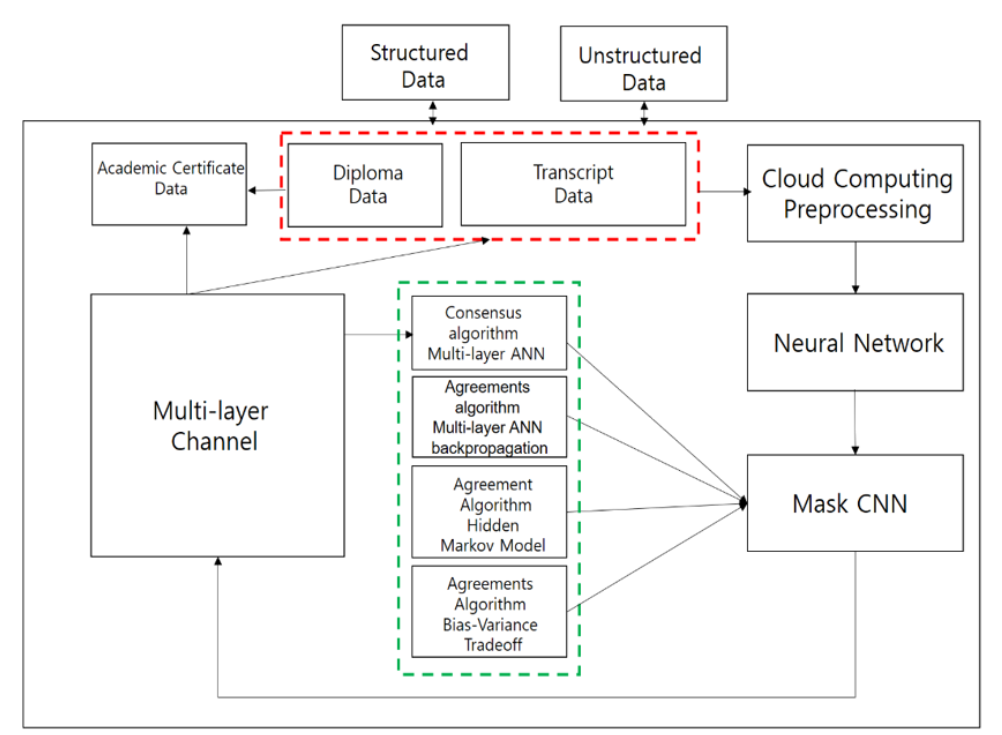 Structured
Data
Unstructured
Data
Academic Certificate
Data
Diploma
Data
Transcript
Data
Cloud Computing
Preprocessing
Consensus
algorithm
Multi-layer ANN
Neural Network
Multi-layer
Channel
Agreements
algorithm
Multi-layer ANN
backpropagation
Agreement
Algorithm
Hidden
Markov Model
Mask CNN
Agreements
Algorithm
Bias-Variance
Tradeoff